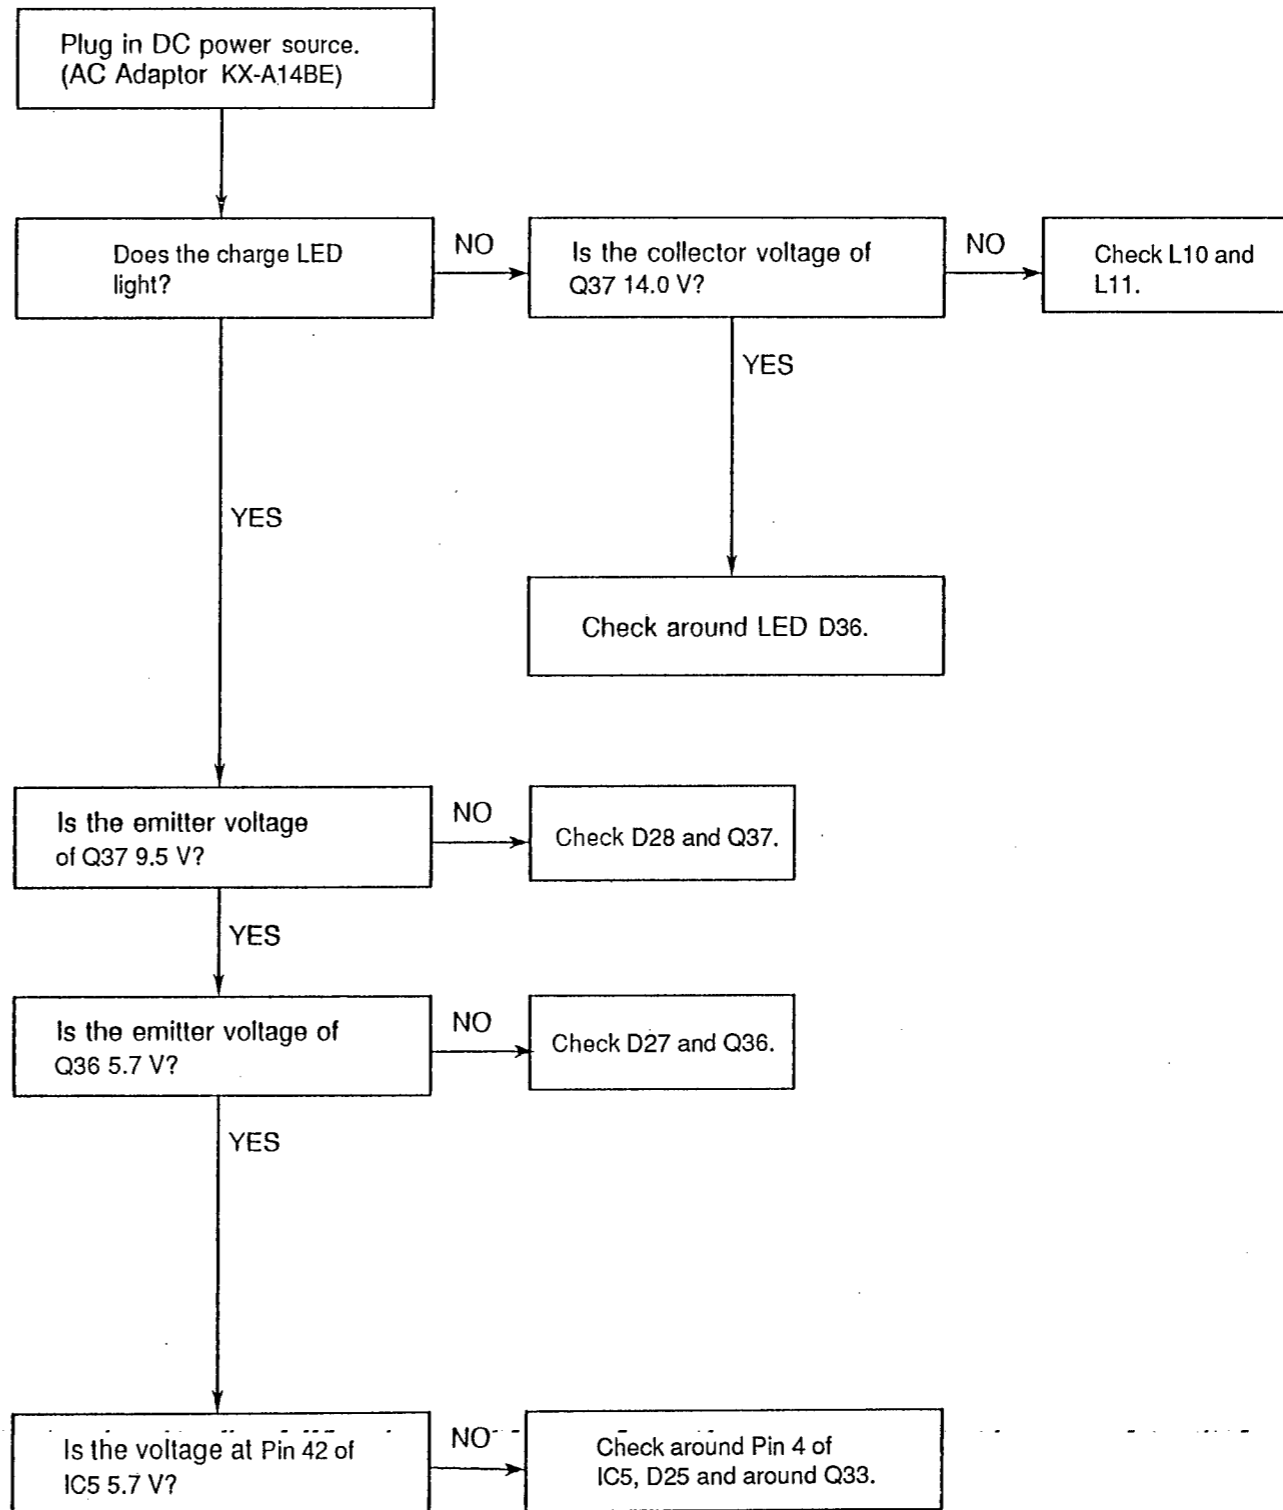 Plug in DC power source.
(AC Adaptor KX-A14BE)
Does the charge LED
light?
NO
Is the collector voltage of
Q37 14.0 V?
NO
Check L10 and
L11.
YES
YES
Check around LED D36.
Is the emitter voltage
of Q37 9.5 V?
NO
Check D28 and Q37.
YES
Is the emitter voltage of
Q36 5.7 V?
NO
Check D27 and Q36.
YES
Is the voltage at Pin 42 of
IC5 5.7 V?
NO
Check around Pin 4 of
IC5, D25 and around Q33.